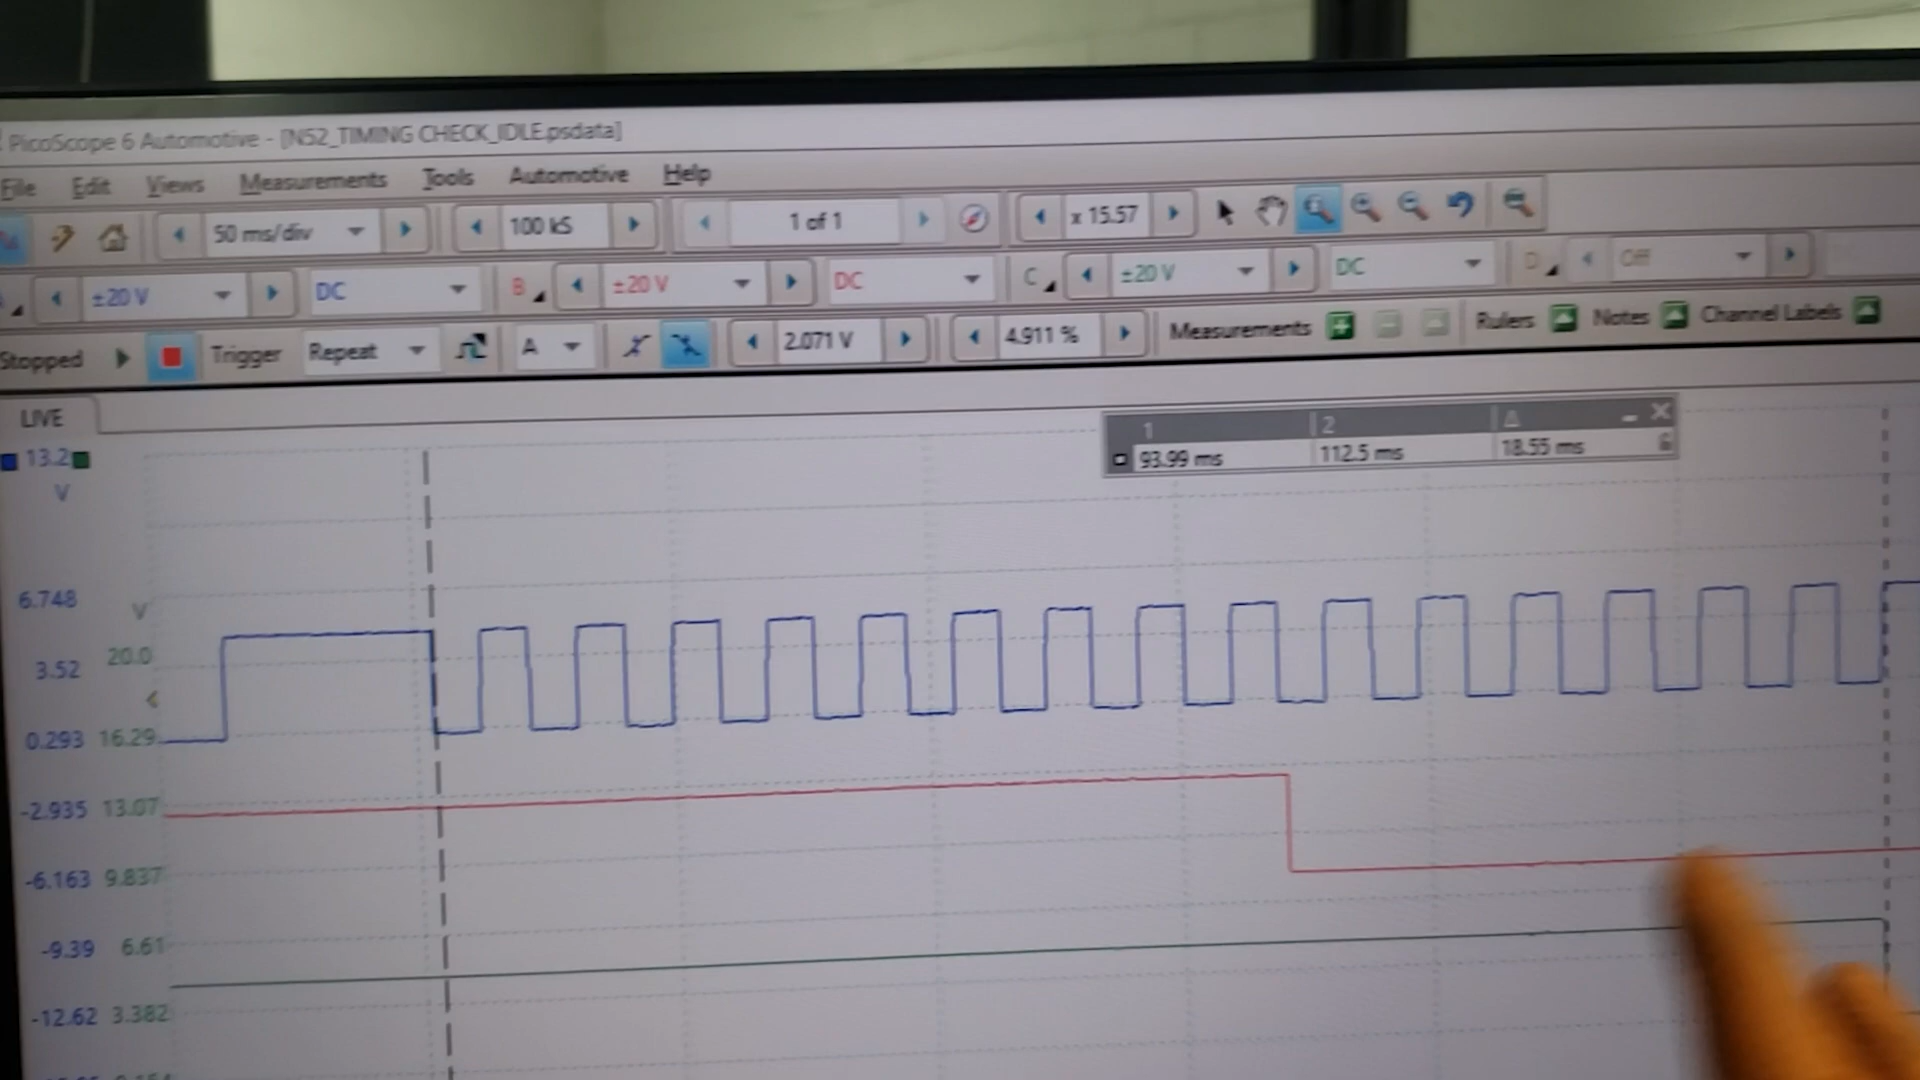 PicoScope 6 Automotive - [N52_TIMING CHECK_IDLE.psdata]
File Edit Views Measurements Tools Automotive Help
50 ms/div 100 kS 1 of 1 x 15.57
±20 V DC B ±20 V DC C ±20 V DC D Off
Stopped Trigger Repeat A 2.071 V 4.911 % Measurements Rulers Notes Channel Labels
LIVE
1 2 Δ
93.99 ms 112.5 ms 18.55 ms
13.2
V
6.748 V
20.0
3.52
0.293 16.29
-2.935 13.07
-6.163 9.837
-9.39 6.61
-12.62 3.382